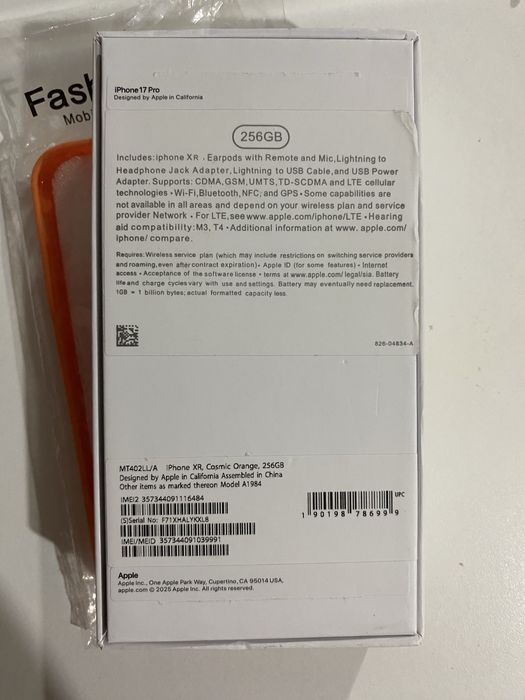 Fash
Mobi
iPhone 17 Pro
Designed by Apple in California
256GB
Includes:iphone XR . Earpods with Remote and Mic,Lightning to
Headphone Jack Adapter, Lightning to USB Cable,and USB Power
Adapter. Supports: CDMA,GSM,UMTS,TD-SCDMA and LTE cellular
technologies • Wi-Fi,Bluetooth, NFC, and GPS • Some capabilities are
not available in all areas and depend on your wireless plan and service
provider Network • For LTE, see www.apple.com/iphone/LTE • Hearing
aid compatibility: M3, T4 • Additional information at www. apple.com/
Iphone/ compare.
Requires: Wireless service plan (which may include restrictions on switching service providers
and roaming, even after contract expiration) • Apple ID (for some features) • Internet
access • Acceptance of the software license • terms at www.apple.com/ legal/sia. Battery
life and charge cycles vary with use and settings. Battery may eventually need replacement.
1GB = 1 billion bytes; actual formatted capacity less.
826-04834-A
MT402LL/A iPhone XR, Cosmic Orange, 256GB
Designed by Apple in California Assembled in China
Other items as marked thereon Model A1984
IMEI2 357344091116484
(S)Serial No: F71XHALYKXL8
IMEI/MEID 357344091039991
UPC
1 90198 78699 9
Apple
Apple Inc., One Apple Park Way, Cupertino, CA 95014 USA,
apple.com © 2025 Apple Inc. All rights reserved.